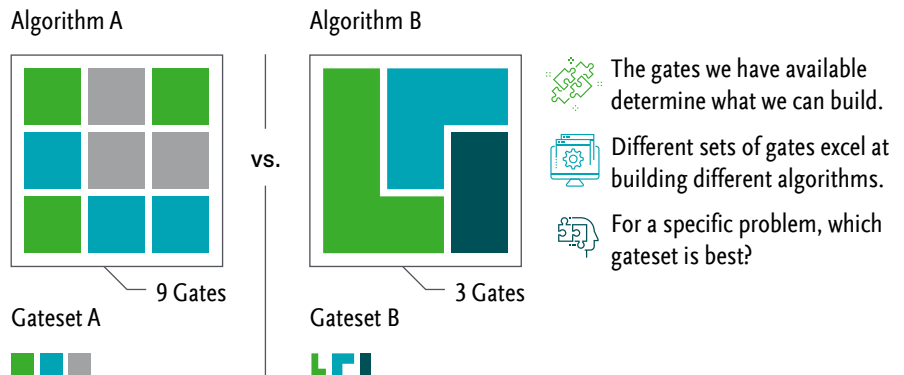 Algorithm A
9 Gates
Gateset A
vs.
Algorithm B
3 Gates
Gateset B
The gates we have available
determine what we can build.
Different sets of gates excel at
building different algorithms.
For a specific problem, which
gateset is best?